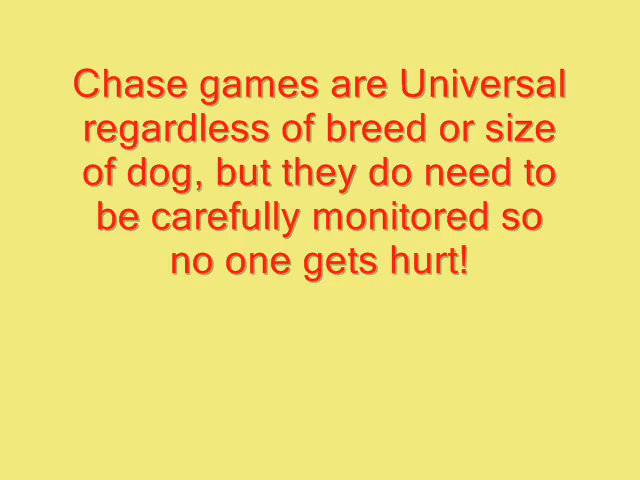 Chase games are Universal
regardless of breed or size
of dog, but they do need to
be carefully monitored so
no one gets hurt!